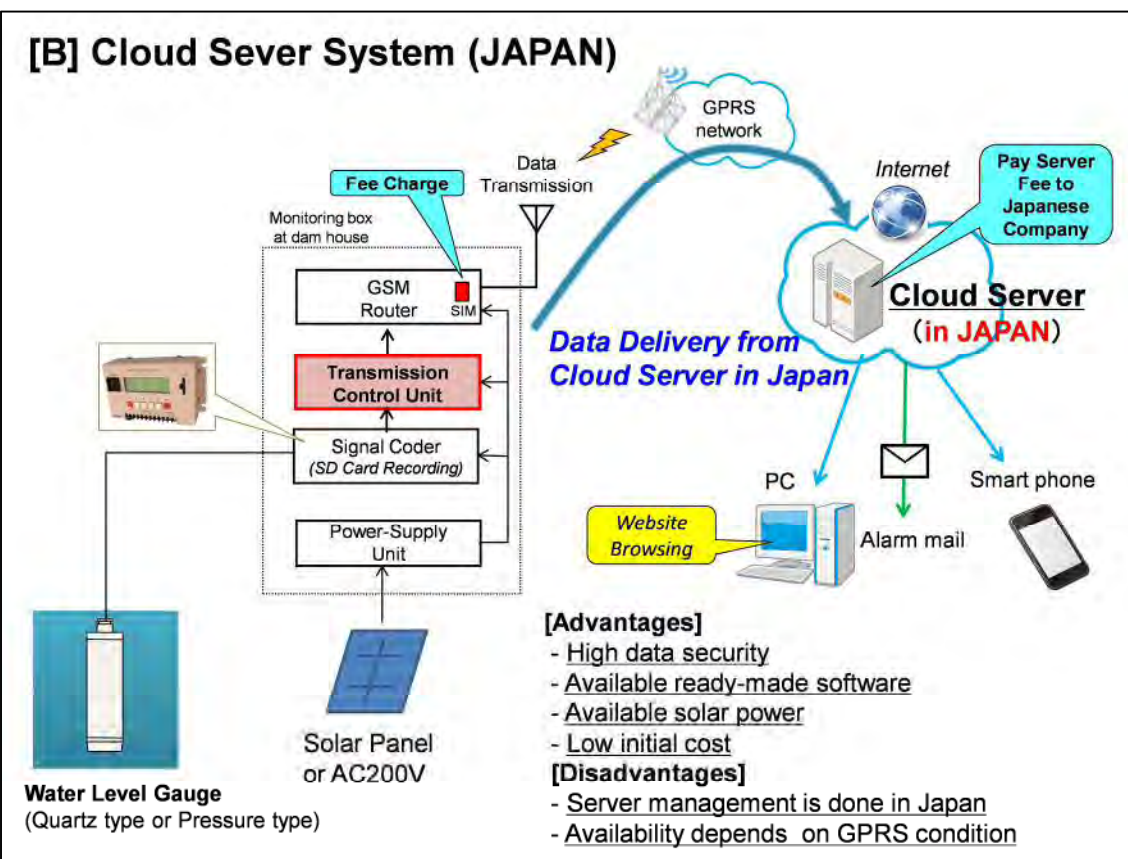 [B] Cloud Sever System (JAPAN)
GPRS
network
Data
Transmission
Internet
Pay Server
Fee to
Japanese
Company
Fee Charge
Monitoring box
at dam house
GSM
Router
SIM
Cloud Server
(in JAPAN)
Data Delivery from
Cloud Server in Japan
Transmission
Control Unit
Signal Coder
(SD Card Recording)
PC
Smart phone
Website
Browsing
Alarm mail
Power-Supply
Unit
Solar Panel
or AC200V
Water Level Gauge
(Quartz type or Pressure type)
[Advantages]
- High data security
- Available ready-made software
- Available solar power
- Low initial cost
[Disadvantages]
- Server management is done in Japan
- Availability depends on GPRS condition